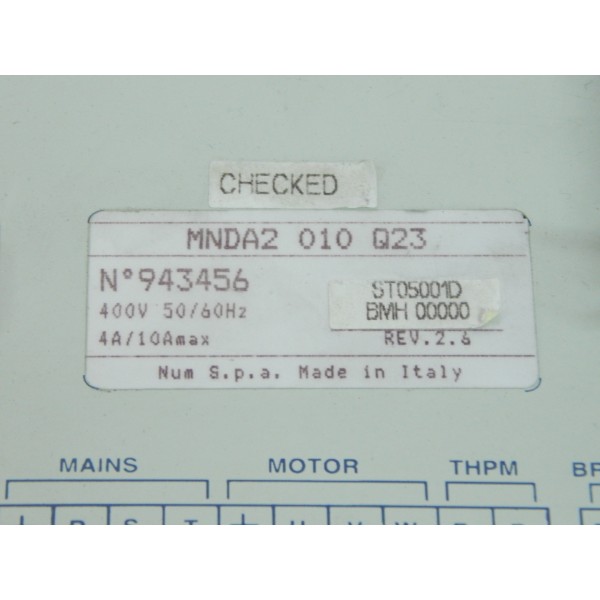 CHECKED
MNDA2 010 Q23
N°943456
ST05001D
400V 50/60Hz
BMH 00000
4A/10Amax
REV.2.6
Num S.p.a. Made in Italy
MAINS MOTOR THPM BR
R S T U V W